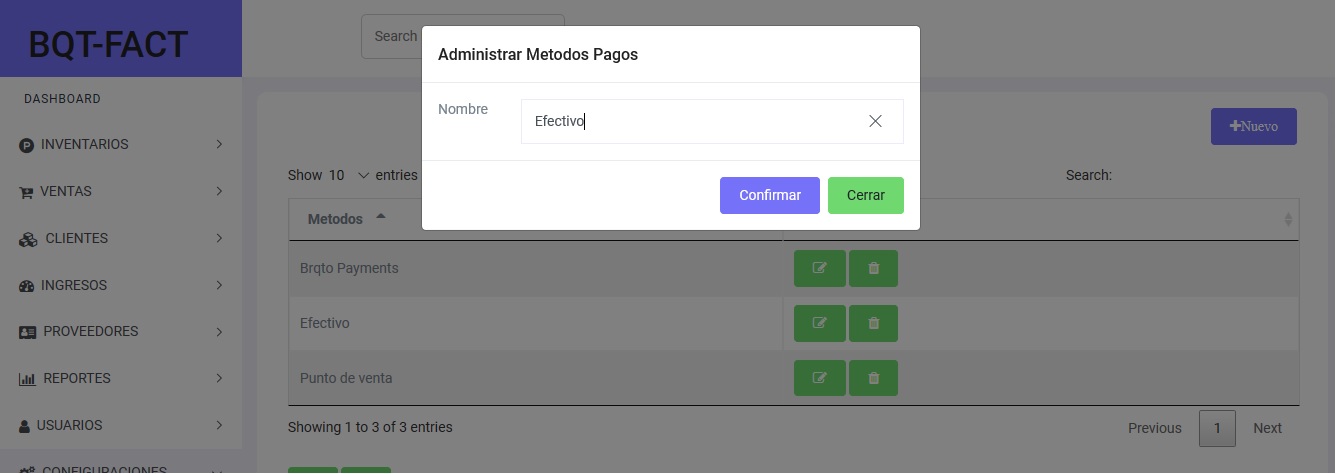 BQT-FACT
Search
Administrar Metodos Pagos
DASHBOARD
Nombre
Efectivo
Nuevo
INVENTARIOS
Show 10 entries
Search:
VENTAS
Confirmar
Cerrar
Metodos
CLIENTES
Brqto Payments
INGRESOS
Efectivo
PROVEEDORES
Punto de venta
REPORTES
Showing 1 to 3 of 3 entries
Previous 1 Next
USUARIOS
CONFIGURACIONES